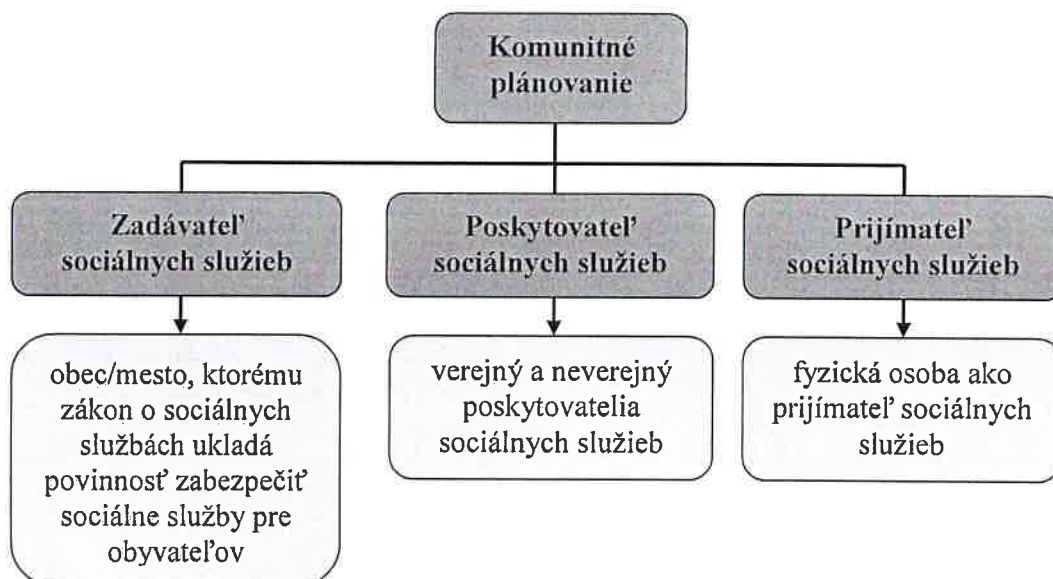 Komunitné
plánovanie
Zadávateľ
sociálnych služieb
Poskytovateľ
sociálnych služieb
Prijímateľ
sociálnych služieb
obec/mesto, ktorému
zákon o sociálnych
službách ukladá
povinnosť zabezpečiť
sociálne služby pre
obyvateľov
verejný a neverejný
poskytovatelia
sociálnych služieb
fyzická osoba ako
prijímateľ sociálnych
služieb